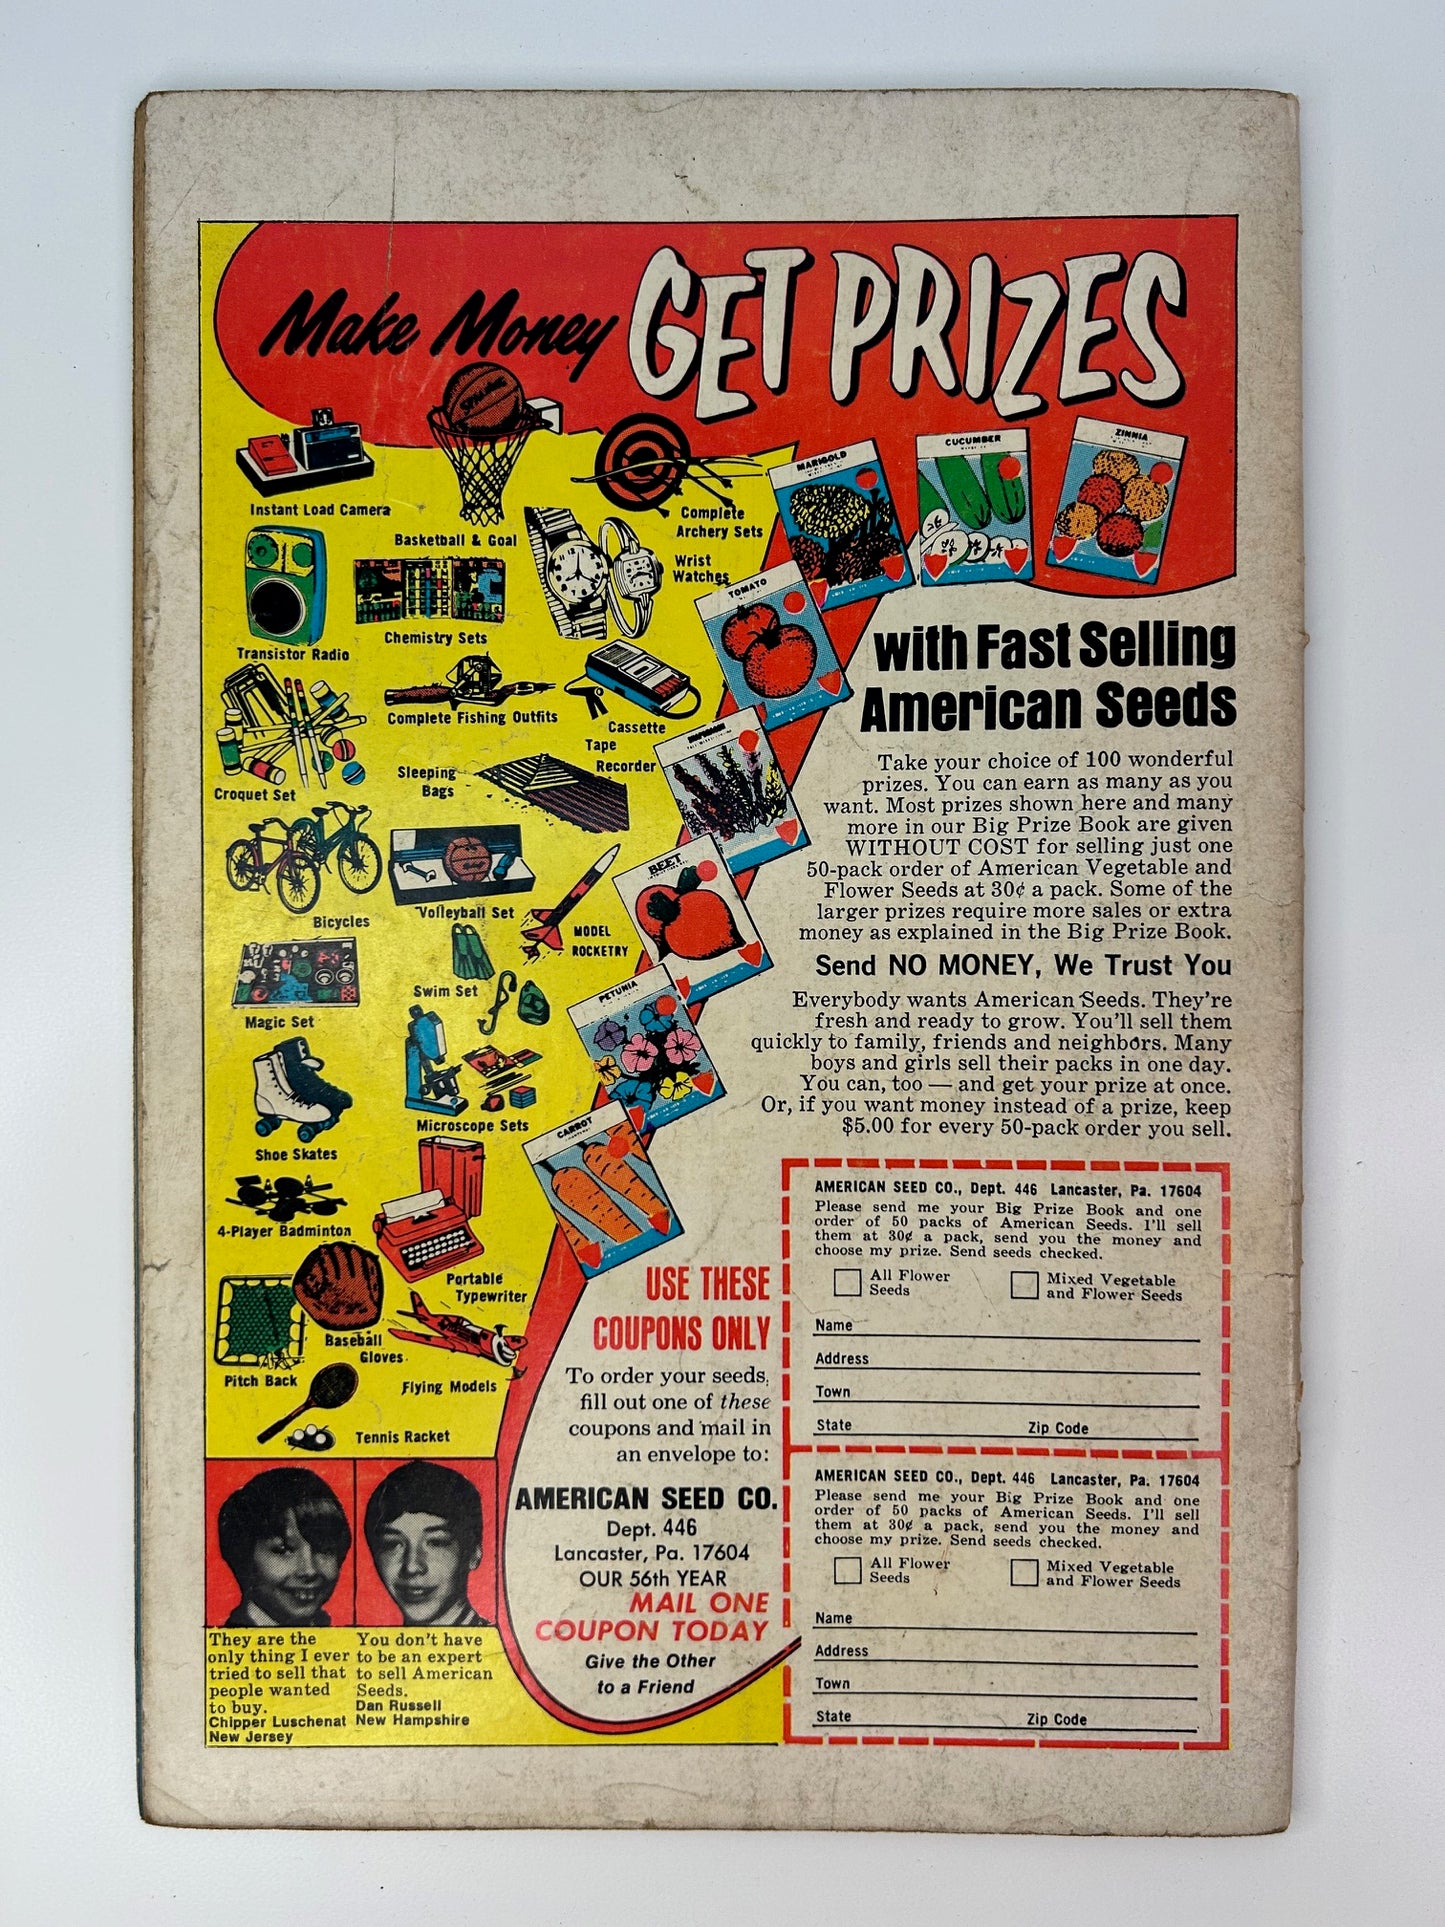 Make Money GET PRIZES
Instant Load Camera
Basketball & Goal
Complete
Archery Sets
Wrist
Watches
Transistor Radio
Chemistry Sets
Complete Fishing Outfits
Cassette
Tape
Recorder
Croquet Set
Sleeping
Bags
Bicycles
Volleyball Set
MODEL
ROCKETRY
Magic Set
Swim Set
Microscope Sets
Shoe Skates
4-Player Badminton
Portable
Typewriter
Baseball
Gloves
Pitch Back
Flying Models
Tennis Racket
MARIGOLD
CUCUMBER
ZINNIA
TOMATO
BEET
PETUNIA
CARROT
with Fast Selling
American Seeds
Take your choice of 100 wonderful
prizes. You can earn as many as you
want. Most prizes shown here and many
more in our Big Prize Book are given
WITHOUT COST for selling just one
50-pack order of American Vegetable and
Flower Seeds at 30¢ a pack. Some of the
larger prizes require more sales or extra
money as explained in the Big Prize Book.
Send NO MONEY, We Trust You
Everybody wants American Seeds. They're
fresh and ready to grow. You'll sell them
quickly to family, friends and neighbors. Many
boys and girls sell their packs in one day.
You can, too — and get your prize at once.
Or, if you want money instead of a prize, keep
$5.00 for every 50-pack order you sell.
USE THESE
COUPONS ONLY
To order your seeds,
fill out one of these
coupons and mail in
an envelope to:
AMERICAN SEED CO.
Dept. 446
Lancaster, Pa. 17604
OUR 56th YEAR
MAIL ONE
COUPON TODAY
Give the Other
to a Friend
AMERICAN SEED CO., Dept. 446 Lancaster, Pa. 17604
Please send me your Big Prize Book and one
order of 50 packs of American Seeds. I'll sell
them at 30¢ a pack, send you the money and
choose my prize. Send seeds checked.
All Flower
Seeds
Mixed Vegetable
and Flower Seeds
Name
Address
Town
State Zip Code
AMERICAN SEED CO., Dept. 446 Lancaster, Pa. 17604
Please send me your Big Prize Book and one
order of 50 packs of American Seeds. I'll sell
them at 30¢ a pack, send you the money and
choose my prize. Send seeds checked.
All Flower
Seeds
Mixed Vegetable
and Flower Seeds
Name
Address
Town
State Zip Code
They are the
only thing I ever
tried to sell that
people wanted
to buy.
Chipper Luschenat
New Jersey
You don't have
to be an expert
to sell American
Seeds.
Dan Russell
New Hampshire